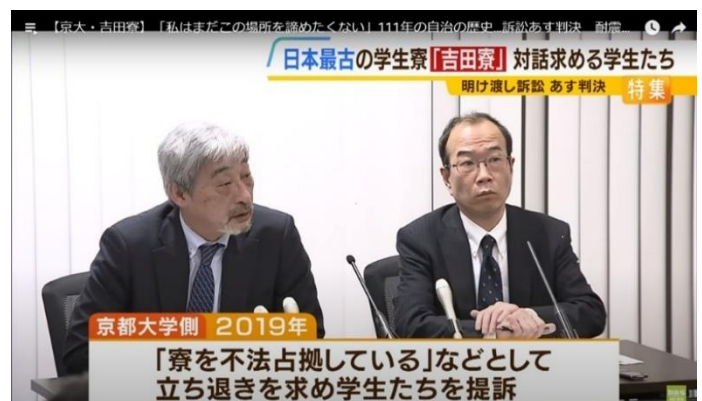 【京大・吉田寮】「私はまだこの場所を諦めたくない」111年の自治の歴史...訴訟あす判決 耐震...
日本最古の学生寮「吉田寮」対話求める学生たち
明け渡し訴訟 あす判決
特集
京都大学側 2019年
「寮を不法占拠している」などとして
立ち退きを求め学生たちを提訴